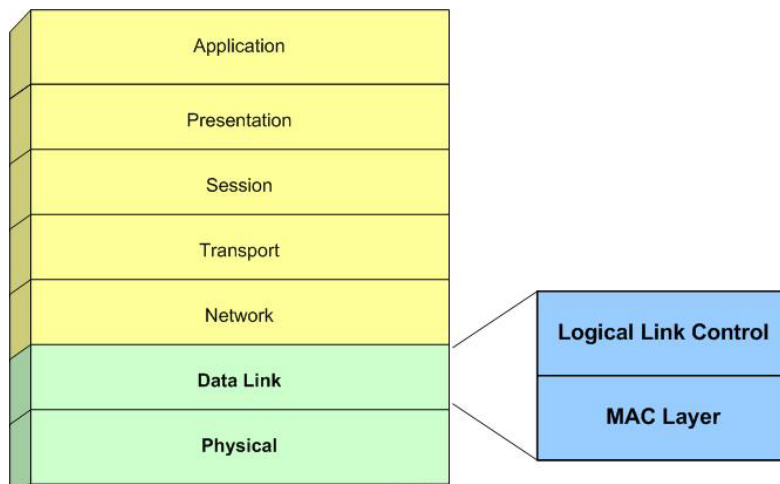 Application
Presentation
Session
Transport
Network
Data Link
Physical
Logical Link Control
MAC Layer